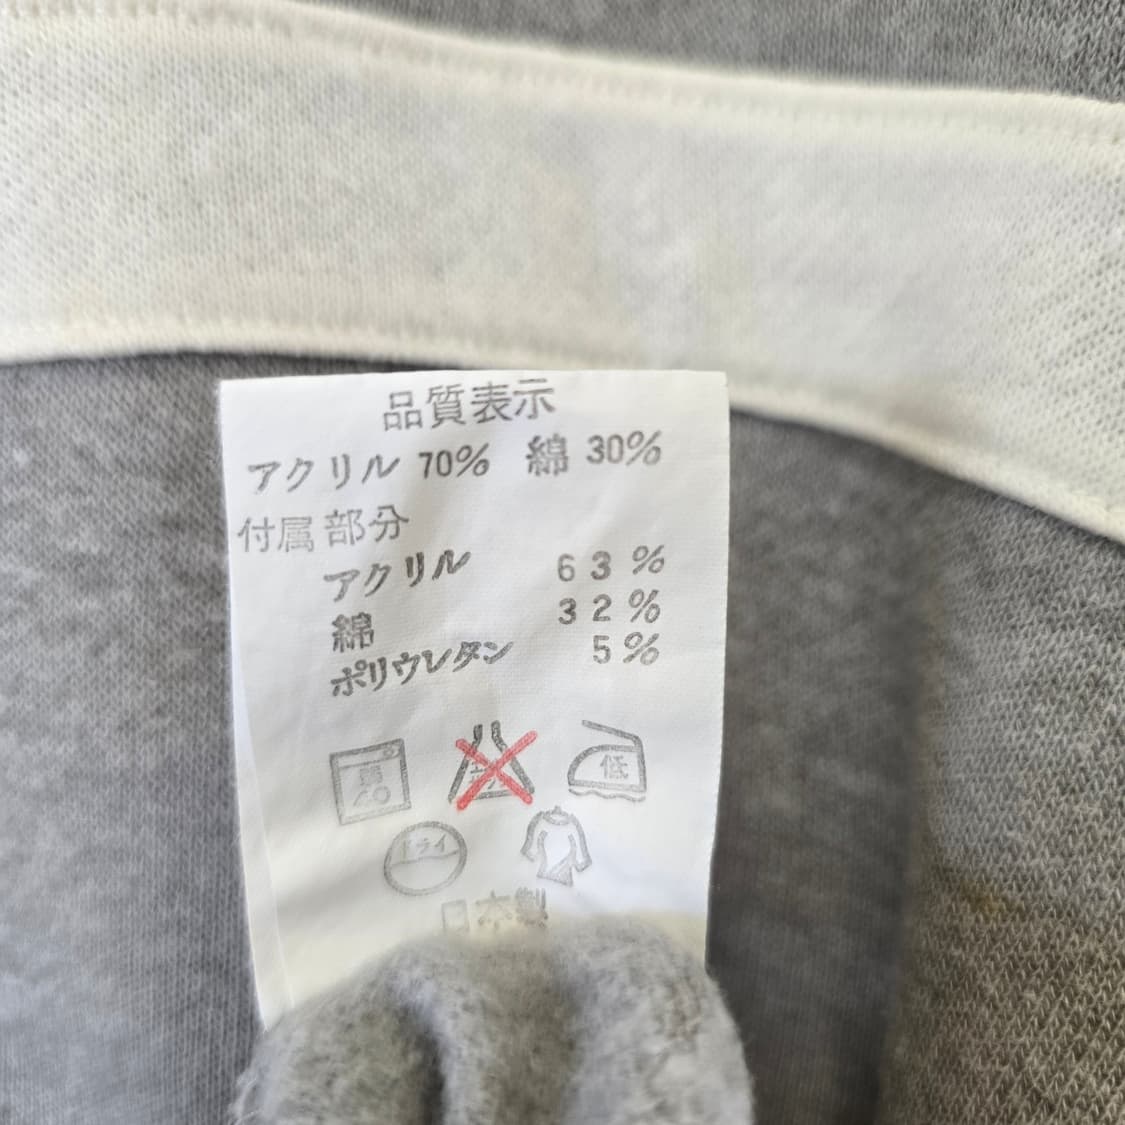 品質表示
アクリル 70% 綿 30%
付属部分
アクリル 63%
綿 32%
ポリウレタン 5%
弱 40
低
ドライ
日本製